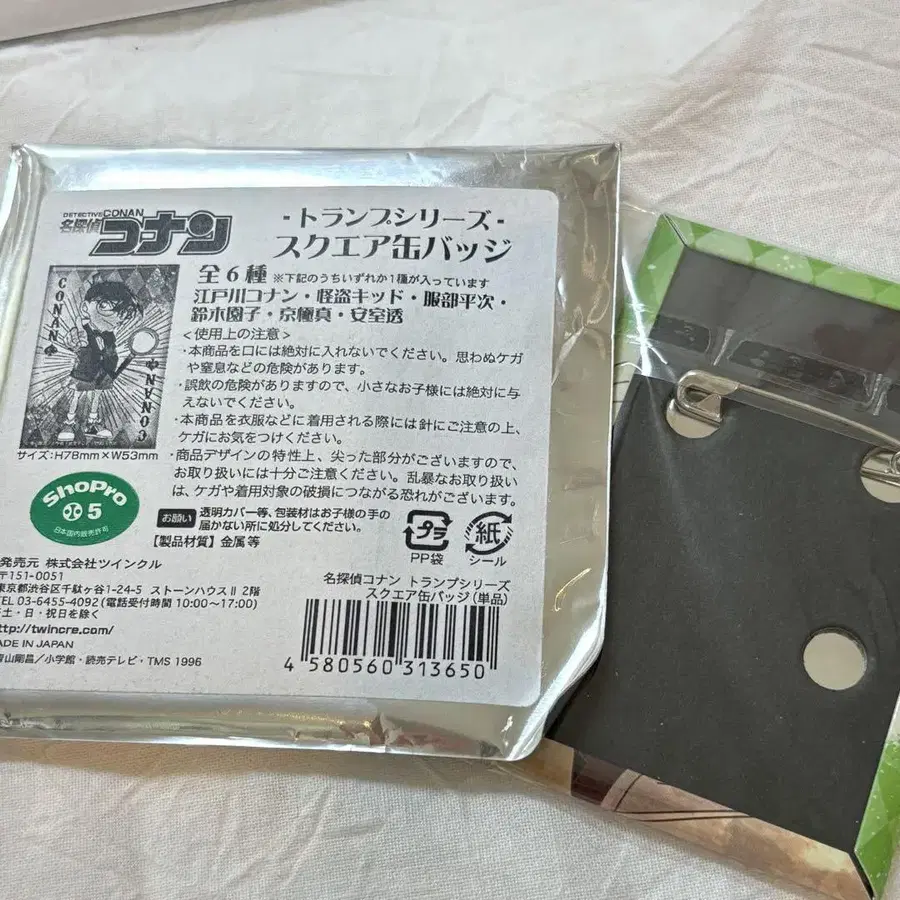 DETECTIVE CONAN
名探偵コナン
-トランプシリーズ-
スクエア缶バッジ
全6種 ※下記のうちいずれか1種が入っています
江戸川コナン・怪盗キッド・服部平次・
鈴木園子・京極真・安室透
<使用上の注意>
・本商品を口には絶対に入れないでください。思わぬケガ
や窒息などの危険があります。
・誤飲の危険がありますので、小さなお子様には絶対に与
えないでください。
・本商品を衣服などに着用される際には針にご注意の上、
ケガにお気をつけください。
・商品デザインの特性上、尖った部分がございますので、
お取り扱いには十分ご注意ください。乱暴なお取り扱い
は、ケガや着用対象の破損につながる恐れがございます。
CONAN
CONAN
サイズ:H78mm×W53mm
ShoPro
5
日本国内販売許可
お願い 透明カバー等、包装材はお子様の手の
届かない所に処分してください。
【製品材質】金属等
プラ
PP袋
紙
シール
発売元 株式会社ツインクル
〒151-0051
東京都渋谷区千駄ヶ谷1-24-5 ストーンハウスⅡ 2階
TEL 03-6455-4092(電話受付時間 10:00~17:00)
土・日・祝日を除く
http://twincre.com/
MADE IN JAPAN
青山剛昌/小学館・読売テレビ・TMS 1996
名探偵コナン トランプシリーズ
スクエア缶バッジ(単品)
4 580560 313650